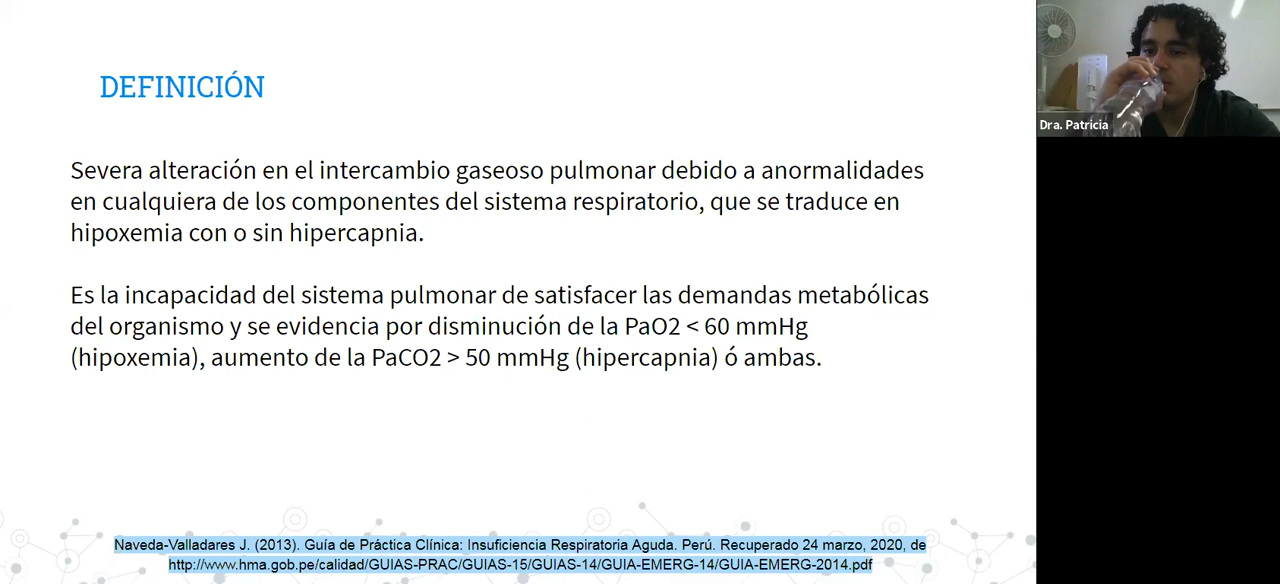 DEFINICIÓN
Severa alteración en el intercambio gaseoso pulmonar debido a anormalidades
en cualquiera de los componentes del sistema respiratorio, que se traduce en
hipoxemia con o sin hipercapnia.
Es la incapacidad del sistema pulmonar de satisfacer las demandas metabólicas
del organismo y se evidencia por disminución de la PaO2 < 60 mmHg
(hipoxemia), aumento de la PaCO2 > 50 mmHg (hipercapnia) ó ambas.
Naveda-Valladares J. (2013). Guía de Práctica Clínica: Insuficiencia Respiratoria Aguda. Perú. Recuperado 24 marzo, 2020, de
http://www.hma.gob.pe/calidad/GUIAS-PRAC/GUIAS-15/GUIAS-14/GUIA-EMERG-14/GUIA-EMERG-2014.pdf
Dra. Patricia